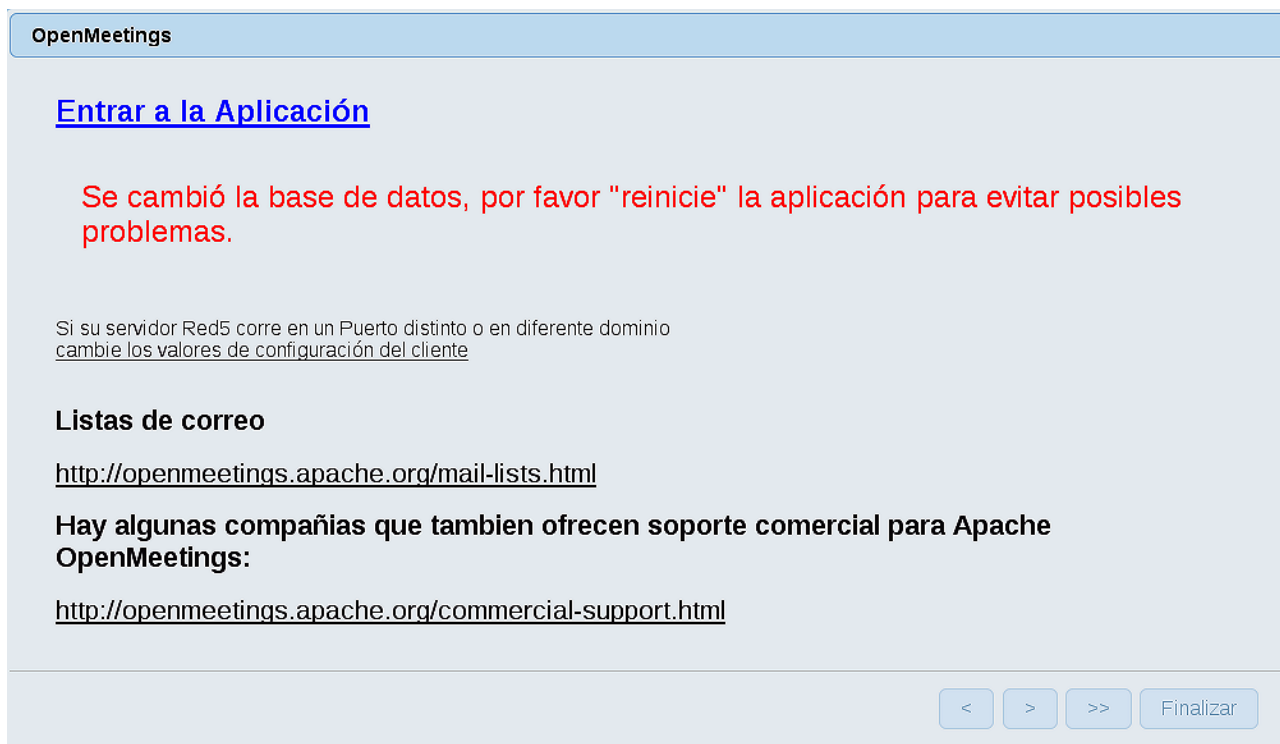 OpenMeetings
Entrar a la Aplicación
Se cambió la base de datos, por favor "reinicie" la aplicación para evitar posibles
problemas.
Si su servidor Red5 corre en un Puerto distinto o en diferente dominio
cambie los valores de configuración del cliente
Listas de correo
http://openmeetings.apache.org/mail-lists.html
Hay algunas compañias que tambien ofrecen soporte comercial para Apache
OpenMeetings:
http://openmeetings.apache.org/commercial-support.html
< > >> Finalizar